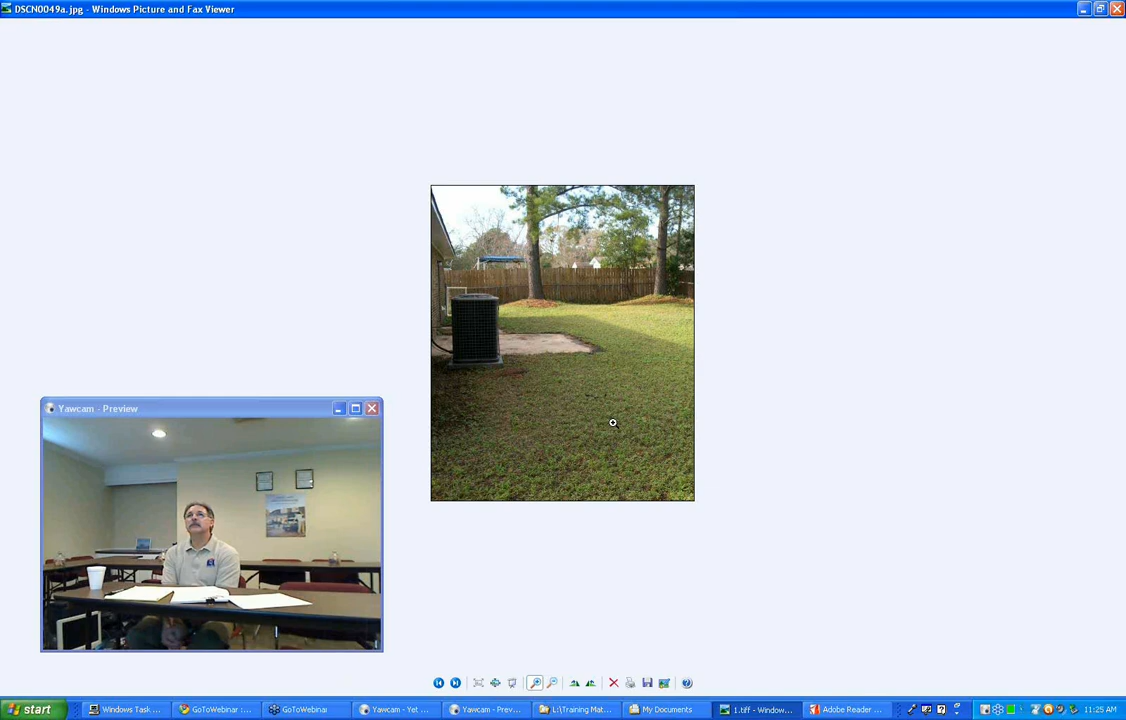 DSCN0049a.jpg - Windows Picture and Fax Viewer
Yawcam - Preview
start
Windows Task ...
GoToWebinar : ...
GoToWebinar
Yawcam - Yet ...
Yawcam - Prev...
L:\Training Mat...
My Documents
1.tiff - Window...
Adobe Reader ...
11:25 AM